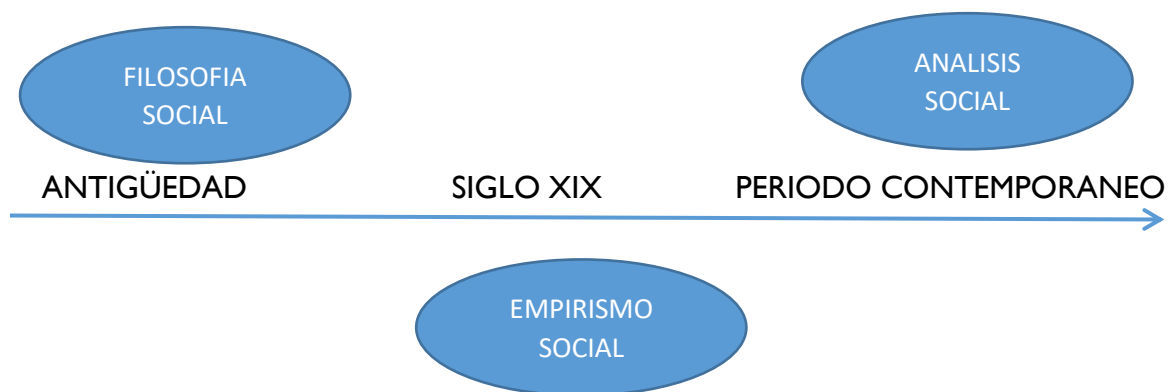 FILOSOFIA
SOCIAL
ANALISIS
SOCIAL
ANTIGÜEDAD
SIGLO XIX
PERIODO CONTEMPORANEO
EMPIRISMO
SOCIAL